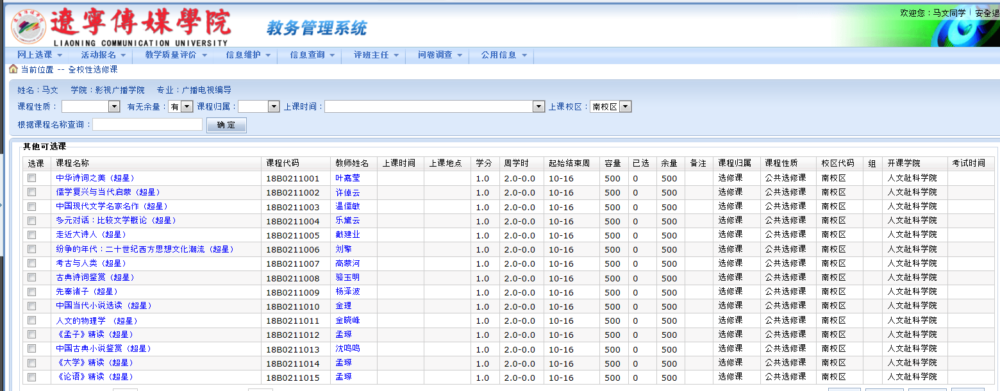 遼寧傳媒學院
LIAONING COMMUNICATION UNIVERSITY
教务管理系统
欢迎您：马文同学 安全退
网上选课 活动报名 教学质量评价 信息维护 信息查询 评班主任 问卷调查 公用信息
当前位置 -- 全校性选修课
姓名：马文 学院：影视广播学院 专业：广播电视编导
课程性质： 有无余量：有 课程归属： 上课时间： 上课校区：南校区
根据课程名称查询： 确 定
其他可选课
选课 课程名称 课程代码 教师姓名 上课时间 上课地点 学分 周学时 起始结束周 容量 已选 余量 备注 课程归属 课程性质 校区代码 组 开课学院 考试时间
中华诗词之美（超星） 18B0211001 叶嘉莹 1.0 2.0-0.0 10-16 500 0 500 选修课 公共选修课 南校区 人文社科学院
儒学复兴与当代启蒙（超星） 18B0211002 许倬云 1.0 2.0-0.0 10-16 500 0 500 选修课 公共选修课 南校区 人文社科学院
中国现代文学名家名作（超星） 18B0211003 温儒敏 1.0 2.0-0.0 10-16 500 0 500 选修课 公共选修课 南校区 人文社科学院
多元对话：比较文学概论（超星） 18B0211004 乐黛云 1.0 2.0-0.0 10-16 500 0 500 选修课 公共选修课 南校区 人文社科学院
走近大诗人（超星） 18B0211005 戴建业 1.0 2.0-0.0 10-16 500 0 500 选修课 公共选修课 南校区 人文社科学院
纷争的年代：二十世纪西方思想文化潮流（超星） 18B0211006 刘擎 1.0 2.0-0.0 10-16 500 0 500 选修课 公共选修课 南校区 人文社科学院
考古与人类（超星） 18B0211007 高蒙河 1.0 2.0-0.0 10-16 500 0 500 选修课 公共选修课 南校区 人文社科学院
古典诗词鉴赏（超星） 18B0211008 骆玉明 1.0 2.0-0.0 10-16 500 0 500 选修课 公共选修课 南校区 人文社科学院
先秦诸子（超星） 18B0211009 杨泽波 1.0 2.0-0.0 10-16 500 0 500 选修课 公共选修课 南校区 人文社科学院
中国当代小说选读（超星） 18B0211010 金理 1.0 2.0-0.0 10-16 500 0 500 选修课 公共选修课 南校区 人文社科学院
人文的物理学 （超星） 18B0211011 金晓峰 1.0 2.0-0.0 10-16 500 0 500 选修课 公共选修课 南校区 人文社科学院
《孟子》精读（超星） 18B0211012 孟琢 1.0 2.0-0.0 10-16 500 0 500 选修课 公共选修课 南校区 人文社科学院
中国古典小说鉴赏（超星） 18B0211013 沈鸣鸣 1.0 2.0-0.0 10-16 500 0 500 选修课 公共选修课 南校区 人文社科学院
《大学》精读（超星） 18B0211014 孟琢 1.0 2.0-0.0 10-16 500 0 500 选修课 公共选修课 南校区 人文社科学院
《论语》精读（超星） 18B0211015 孟琢 1.0 2.0-0.0 10-16 500 0 500 选修课 公共选修课 南校区 人文社科学院